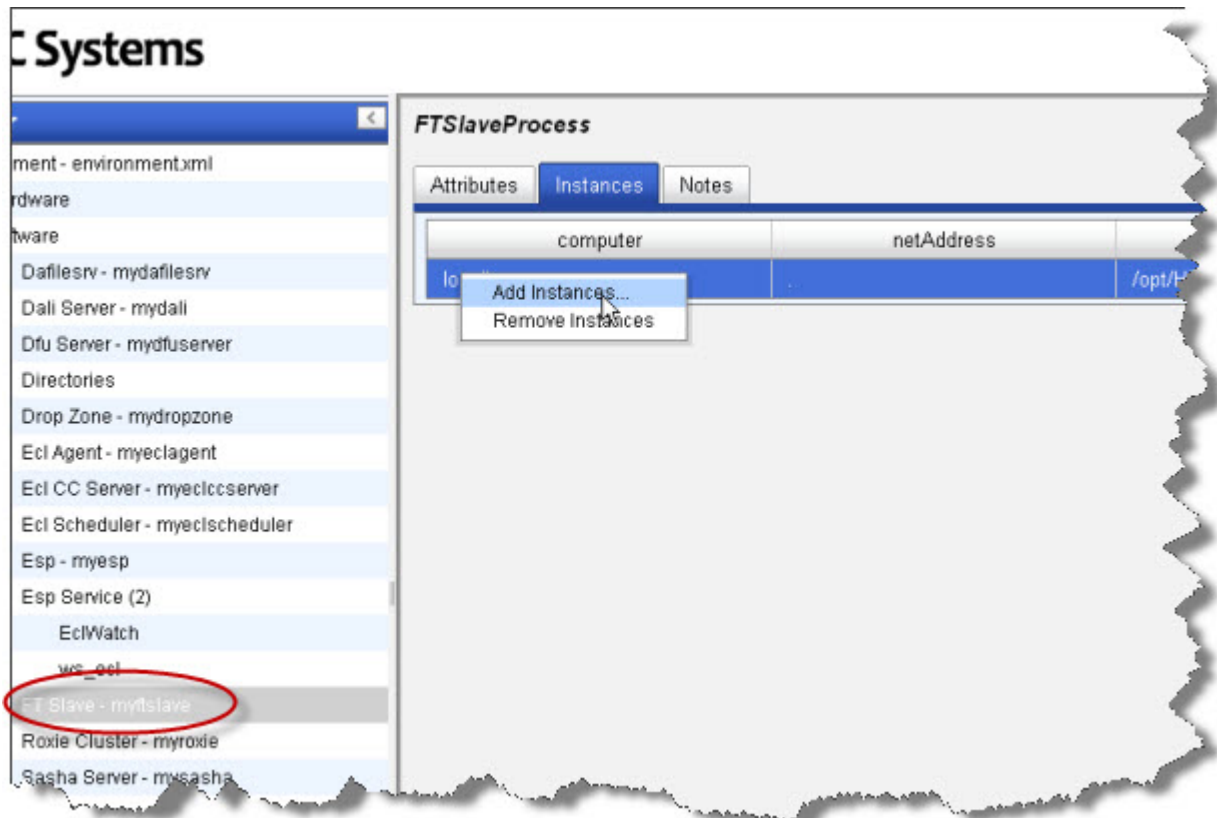 C Systems
ment - environment.xml
rdware
tware
Dafilesrv - mydafilesrv
Dali Server - mydali
Dfu Server - mydfuserver
Directories
Drop Zone - mydropzone
Ecl Agent - myeclagent
Ecl CC Server - myeclccserver
Ecl Scheduler - myeclscheduler
Esp - myesp
Esp Service (2)
EclWatch
ws_ecl
FT Slave - myftslave
Roxie Cluster - myroxie
Sasha Server - mysasha
FTSlaveProcess
Attributes Instances Notes
computer netAddress
lo . /opt/H
Add Instances...
Remove Instances